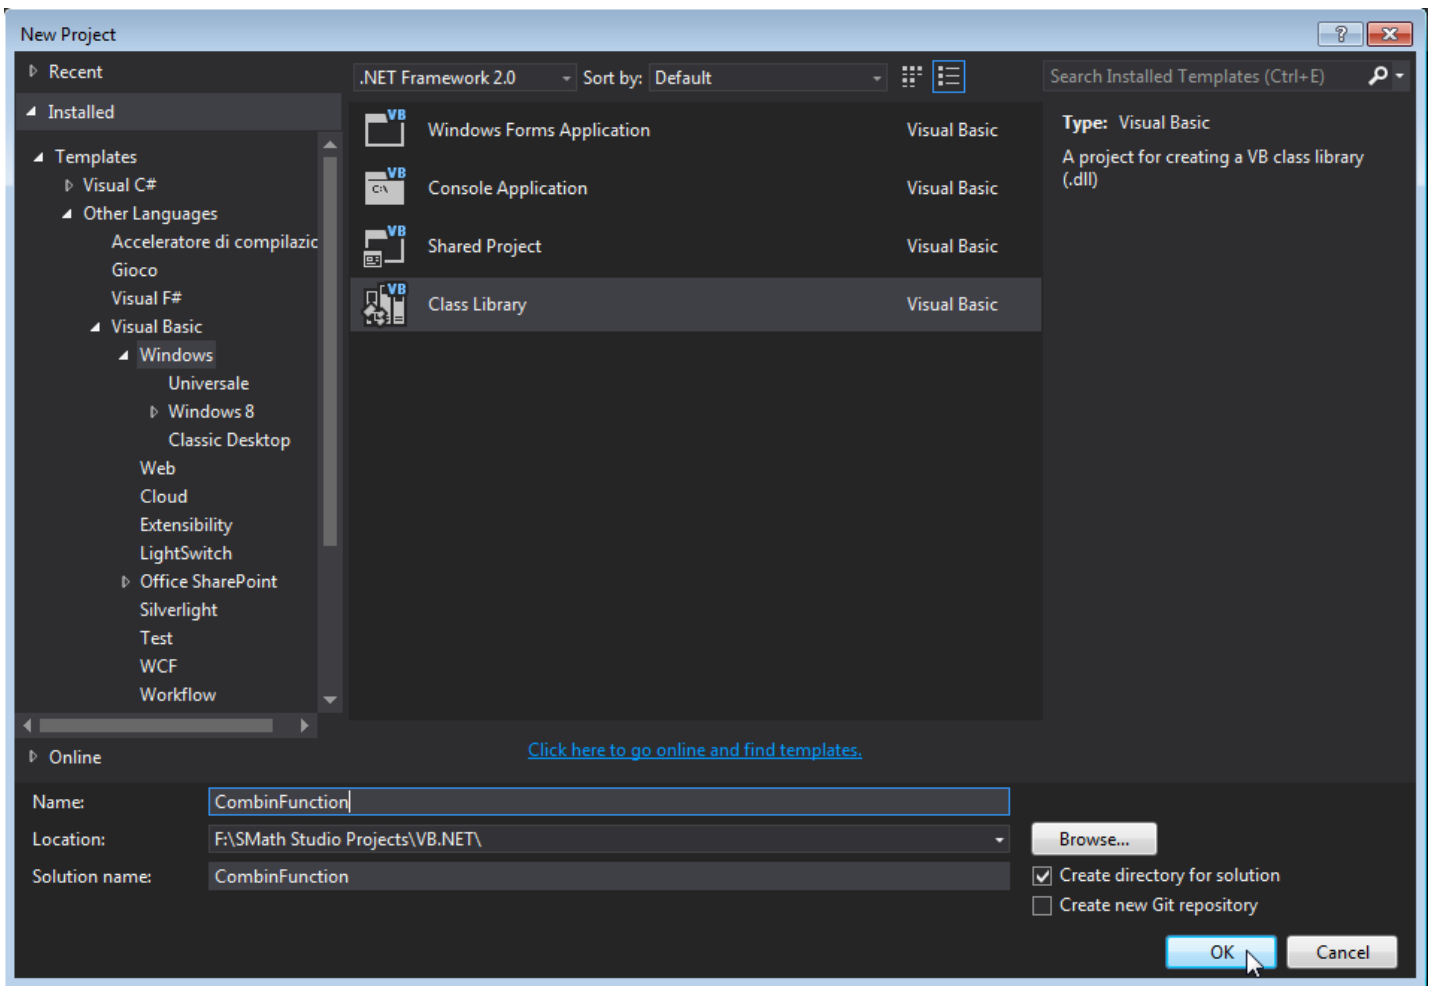 New Project
Recent
.NET Framework 2.0 Sort by: Default
Search Installed Templates (Ctrl+E)
Installed
Templates
Visual C#
Other Languages
Acceleratore di compilazic
Gioco
Visual F#
Visual Basic
Windows
Universale
Windows 8
Classic Desktop
Web
Cloud
Extensibility
LightSwitch
Office SharePoint
Silverlight
Test
WCF
Workflow
Online
VB Windows Forms Application Visual Basic
VB C:\ Console Application Visual Basic
VB Shared Project Visual Basic
VB Class Library Visual Basic
Click here to go online and find templates.
Type: Visual Basic
A project for creating a VB class library
(.dll)
Name: CombinFunction
Location: F:\SMath Studio Projects\VB.NET\ Browse...
Solution name: CombinFunction
Create directory for solution
Create new Git repository
OK Cancel